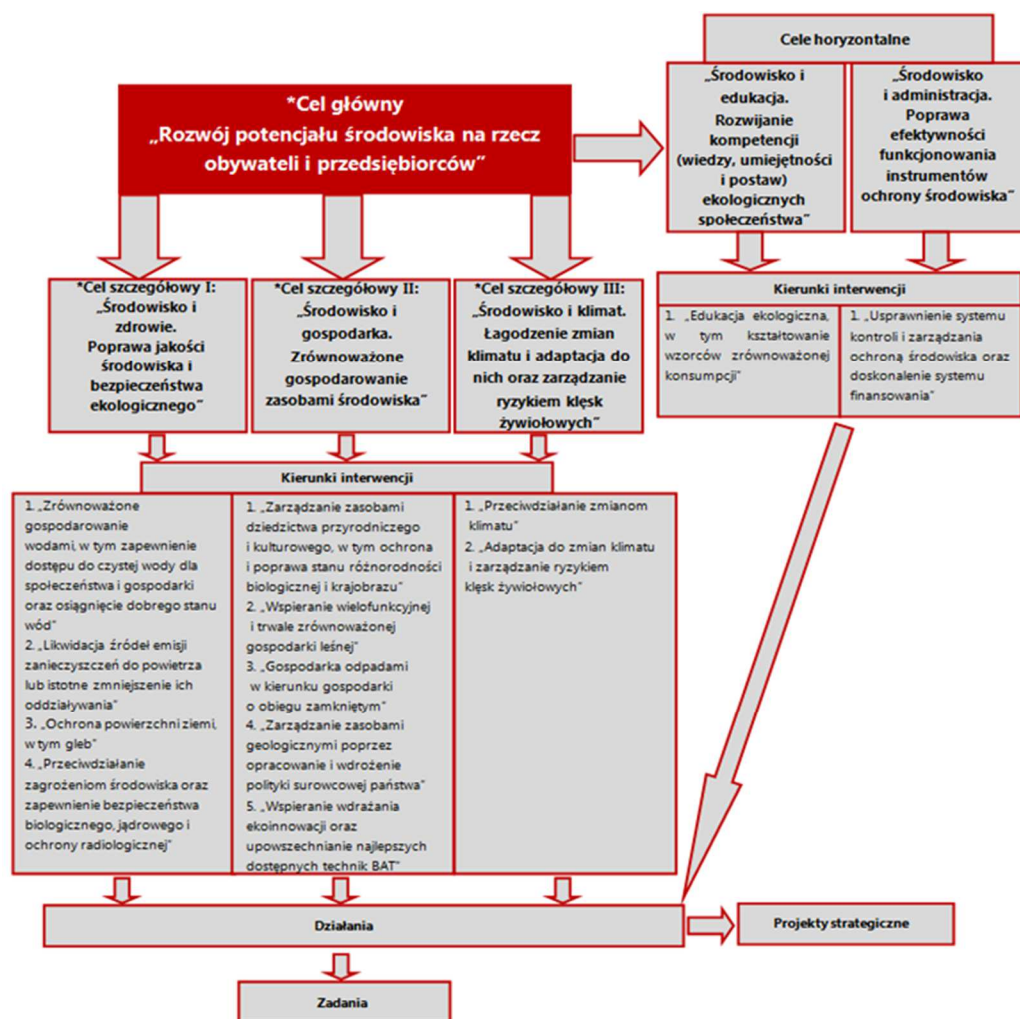 Cele horyzontalne
„Środowisko i
edukacja.
Rozwijanie
kompetencji
(wiedzy, umiejętności
i postaw)
ekologicznych
społeczeństwa”
„Środowisko
i administracja.
Poprawa
efektywności
funkcjonowania
instrumentów
ochrony środowiska”
*Cel główny
„Rozwój potencjału środowiska na rzecz
obywateli i przedsiębiorców”
*Cel szczegółowy I:
„Środowisko i
zdrowie.
Poprawa jakości
środowiska i
bezpieczeństwa
ekologicznego”
*Cel szczegółowy II:
„Środowisko i
gospodarka.
Zrównoważone
gospodarowanie
zasobami środowiska”
*Cel szczegółowy III:
„Środowisko i klimat.
Łagodzenie zmian
klimatu i adaptacja do
nich oraz zarządzanie
ryzykiem klęsk
żywiołowych”
Kierunki interwencji
1. „Edukacja ekologiczna,
w tym kształtowanie
wzorców zrównoważonej
konsumpcji”
1. „Usprawnienie systemu
kontroli i zarządzania
ochroną środowiska oraz
doskonalenie systemu
finansowania”
Kierunki interwencji
1. „Zrównoważone
gospodarowanie
wodami, w tym zapewnienie
dostępu do czystej wody dla
społeczeństwa i gospodarki
oraz osiągnięcie dobrego stanu
wód”
2. „Likwidacja źródeł emisji
zanieczyszczeń do powietrza
lub istotne zmniejszenie ich
oddziaływania”
3. „Ochrona powierzchni ziemi,
w tym gleb”
4. „Przeciwdziałanie
zagrożeniom środowiska oraz
zapewnienie bezpieczeństwa
biologicznego, jądrowego i
ochrony radiologicznej”
1. „Zarządzanie zasobami
dziedzictwa przyrodniczego
i kulturowego, w tym ochrona
i poprawa stanu różnorodności
biologicznej i krajobrazu”
2. „Wspieranie wielofunkcyjnej
i trwale zrównoważonej
gospodarki leśnej”
3. „Gospodarka odpadami
w kierunku gospodarki
o obiegu zamkniętym”
4. „Zarządzanie zasobami
geologicznymi poprzez
opracowanie i wdrożenie
polityki surowcowej państwa”
5. „Wspieranie wdrażania
ekoinnowacji oraz
upowszechnianie najlepszych
dostępnych technik BAT”
1. „Przeciwdziałanie zmianom
klimatu”
2. „Adaptacja do zmian klimatu
i zarządzanie ryzykiem
klęsk żywiołowych”
Działania
Projekty strategiczne
Zadania